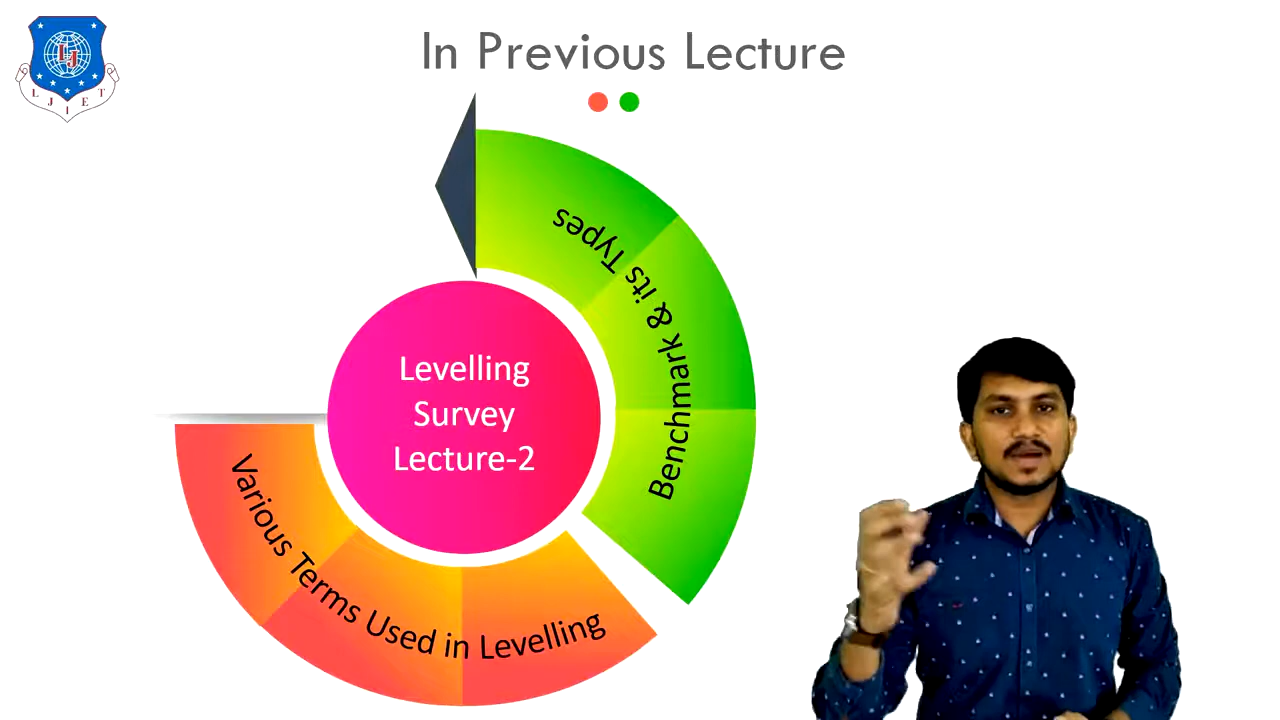 In Previous Lecture
L J
L J I E T
Benchmark & its Types
Levelling
Survey
Lecture-2
Various Terms Used in Levelling